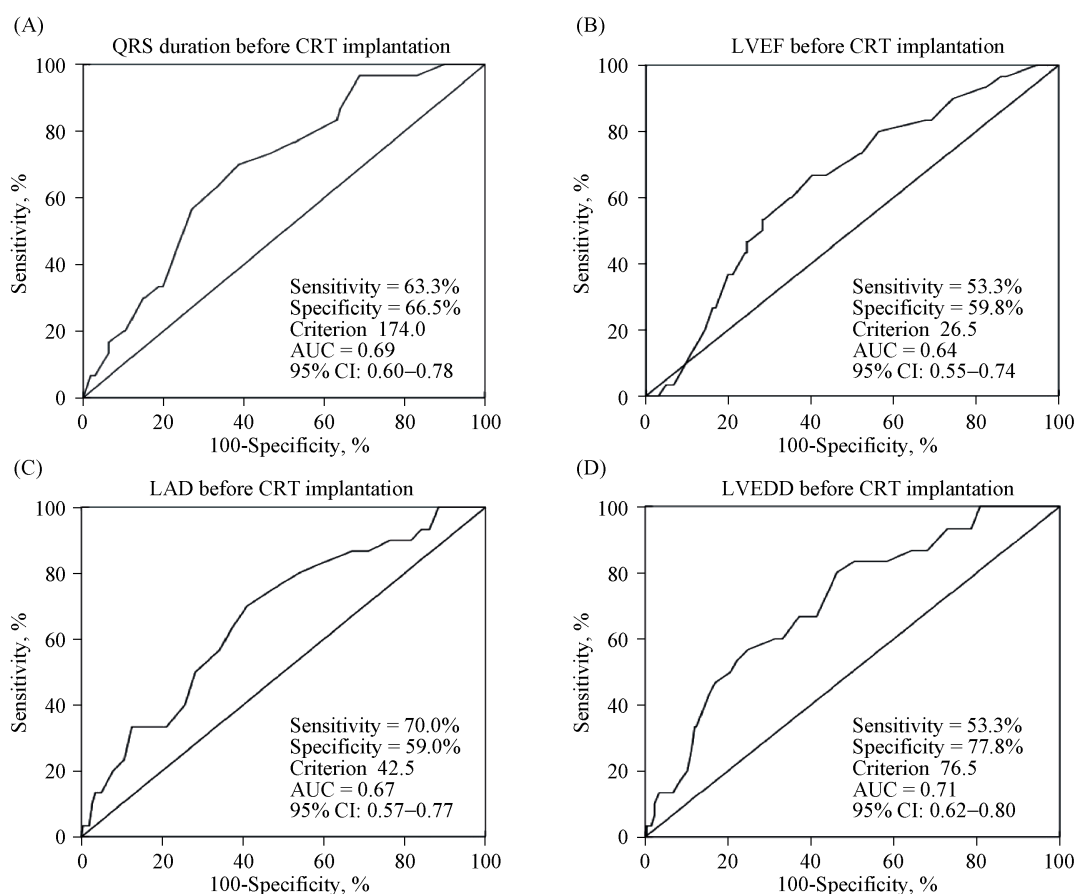 (A)
QRS duration before CRT implantation
100
80
60
40
20
0
Sensitivity, %
Sensitivity = 63.3%
Specificity = 66.5%
Criterion 174.0
AUC = 0.69
95% CI: 0.60–0.78
0 20 40 60 80 100
100-Specificity, %
(B)
LVEF before CRT implantation
100
80
60
40
20
0
Sensitivity, %
Sensitivity = 53.3%
Specificity = 59.8%
Criterion 26.5
AUC = 0.64
95% CI: 0.55–0.74
0 20 40 60 80 100
100-Specificity, %
(C)
LAD before CRT implantation
100
80
60
40
20
0
Sensitivity, %
Sensitivity = 70.0%
Specificity = 59.0%
Criterion 42.5
AUC = 0.67
95% CI: 0.57–0.77
0 20 40 60 80 100
100-Specificity, %
(D)
LVEDD before CRT implantation
100
80
60
40
20
0
Sensitivity, %
Sensitivity = 53.3%
Specificity = 77.8%
Criterion 76.5
AUC = 0.71
95% CI: 0.62–0.80
0 20 40 60 80 100
100-Specificity, %